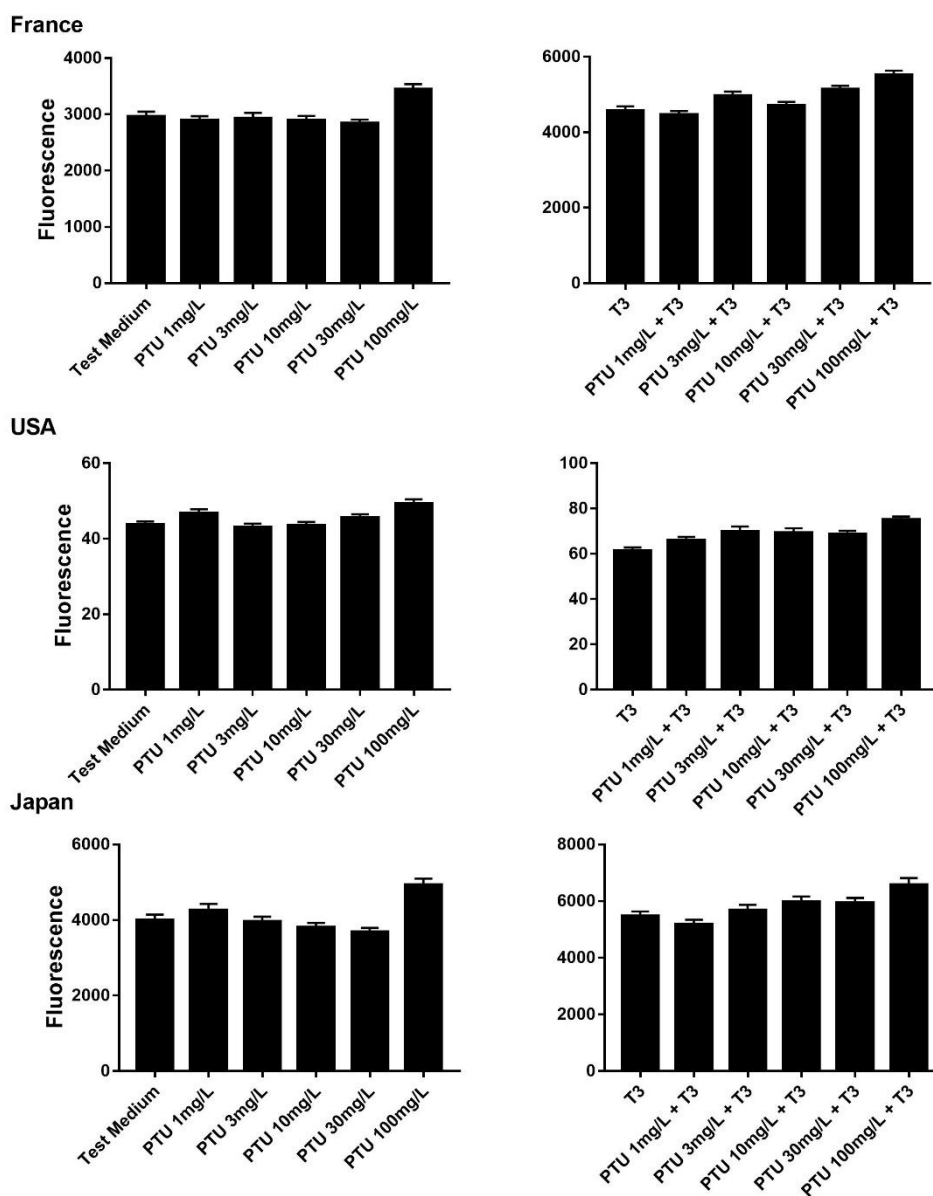 France
Fluorescence
4000
3000
2000
1000
0
Test Medium
PTU 1mg/L
PTU 3mg/L
PTU 10mg/L
PTU 30mg/L
PTU 100mg/L
6000
4000
2000
0
T3
PTU 1mg/L + T3
PTU 3mg/L + T3
PTU 10mg/L + T3
PTU 30mg/L + T3
PTU 100mg/L + T3
USA
Fluorescence
60
40
20
0
Test Medium
PTU 1mg/L
PTU 3mg/L
PTU 10mg/L
PTU 30mg/L
PTU 100mg/L
100
80
60
40
20
0
T3
PTU 1mg/L + T3
PTU 3mg/L + T3
PTU 10mg/L + T3
PTU 30mg/L + T3
PTU 100mg/L + T3
Japan
Fluorescence
6000
4000
2000
0
Test Medium
PTU 1mg/L
PTU 3mg/L
PTU 10mg/L
PTU 30mg/L
PTU 100mg/L
8000
6000
4000
2000
0
T3
PTU 1mg/L + T3
PTU 3mg/L + T3
PTU 10mg/L + T3
PTU 30mg/L + T3
PTU 100mg/L + T3